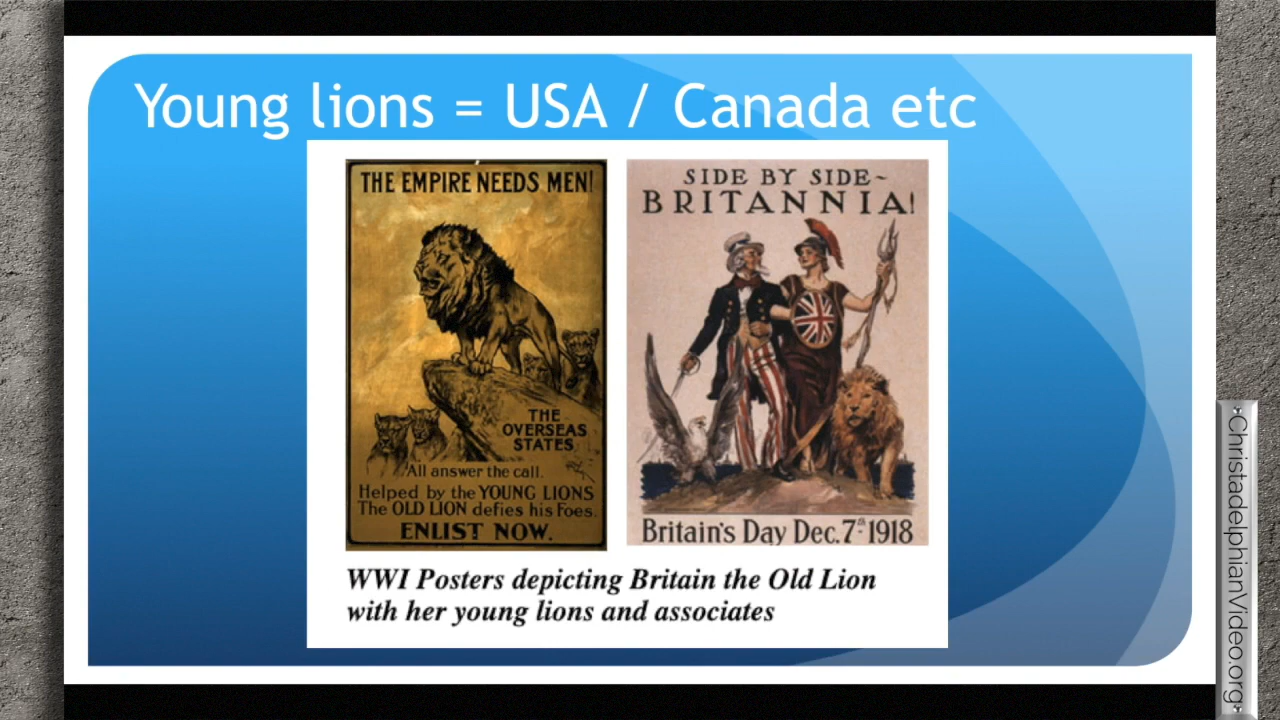 Young lions = USA / Canada etc
THE EMPIRE NEEDS MEN!
THE
OVERSEAS
STATES
All answer the call.
Helped by the YOUNG LIONS
The OLD LION defies his Foes.
ENLIST NOW.
SIDE BY SIDE~
BRITANNIA!
Britain's Day Dec. 7th 1918
WWI Posters depicting Britain the Old Lion
with her young lions and associates
ChristadelphianVideo.org